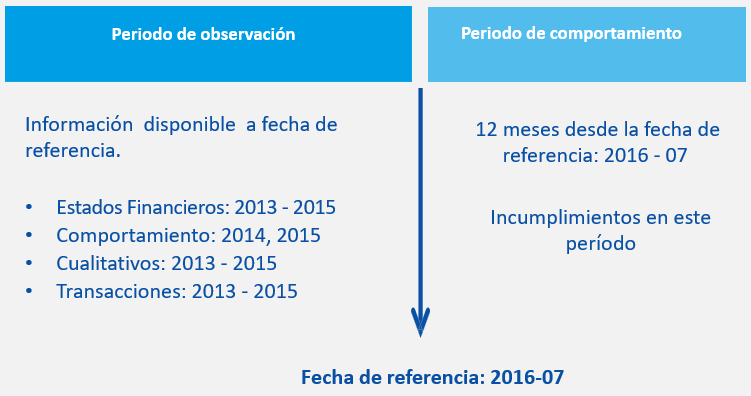 Periodo de observación
Periodo de comportamiento
Información disponible a fecha de
referencia.
• Estados Financieros: 2013 - 2015
• Comportamiento: 2014, 2015
• Cualitativos: 2013 - 2015
• Transacciones: 2013 - 2015
12 meses desde la fecha de
referencia: 2016 - 07
Incumplimientos en este
período
Fecha de referencia: 2016-07